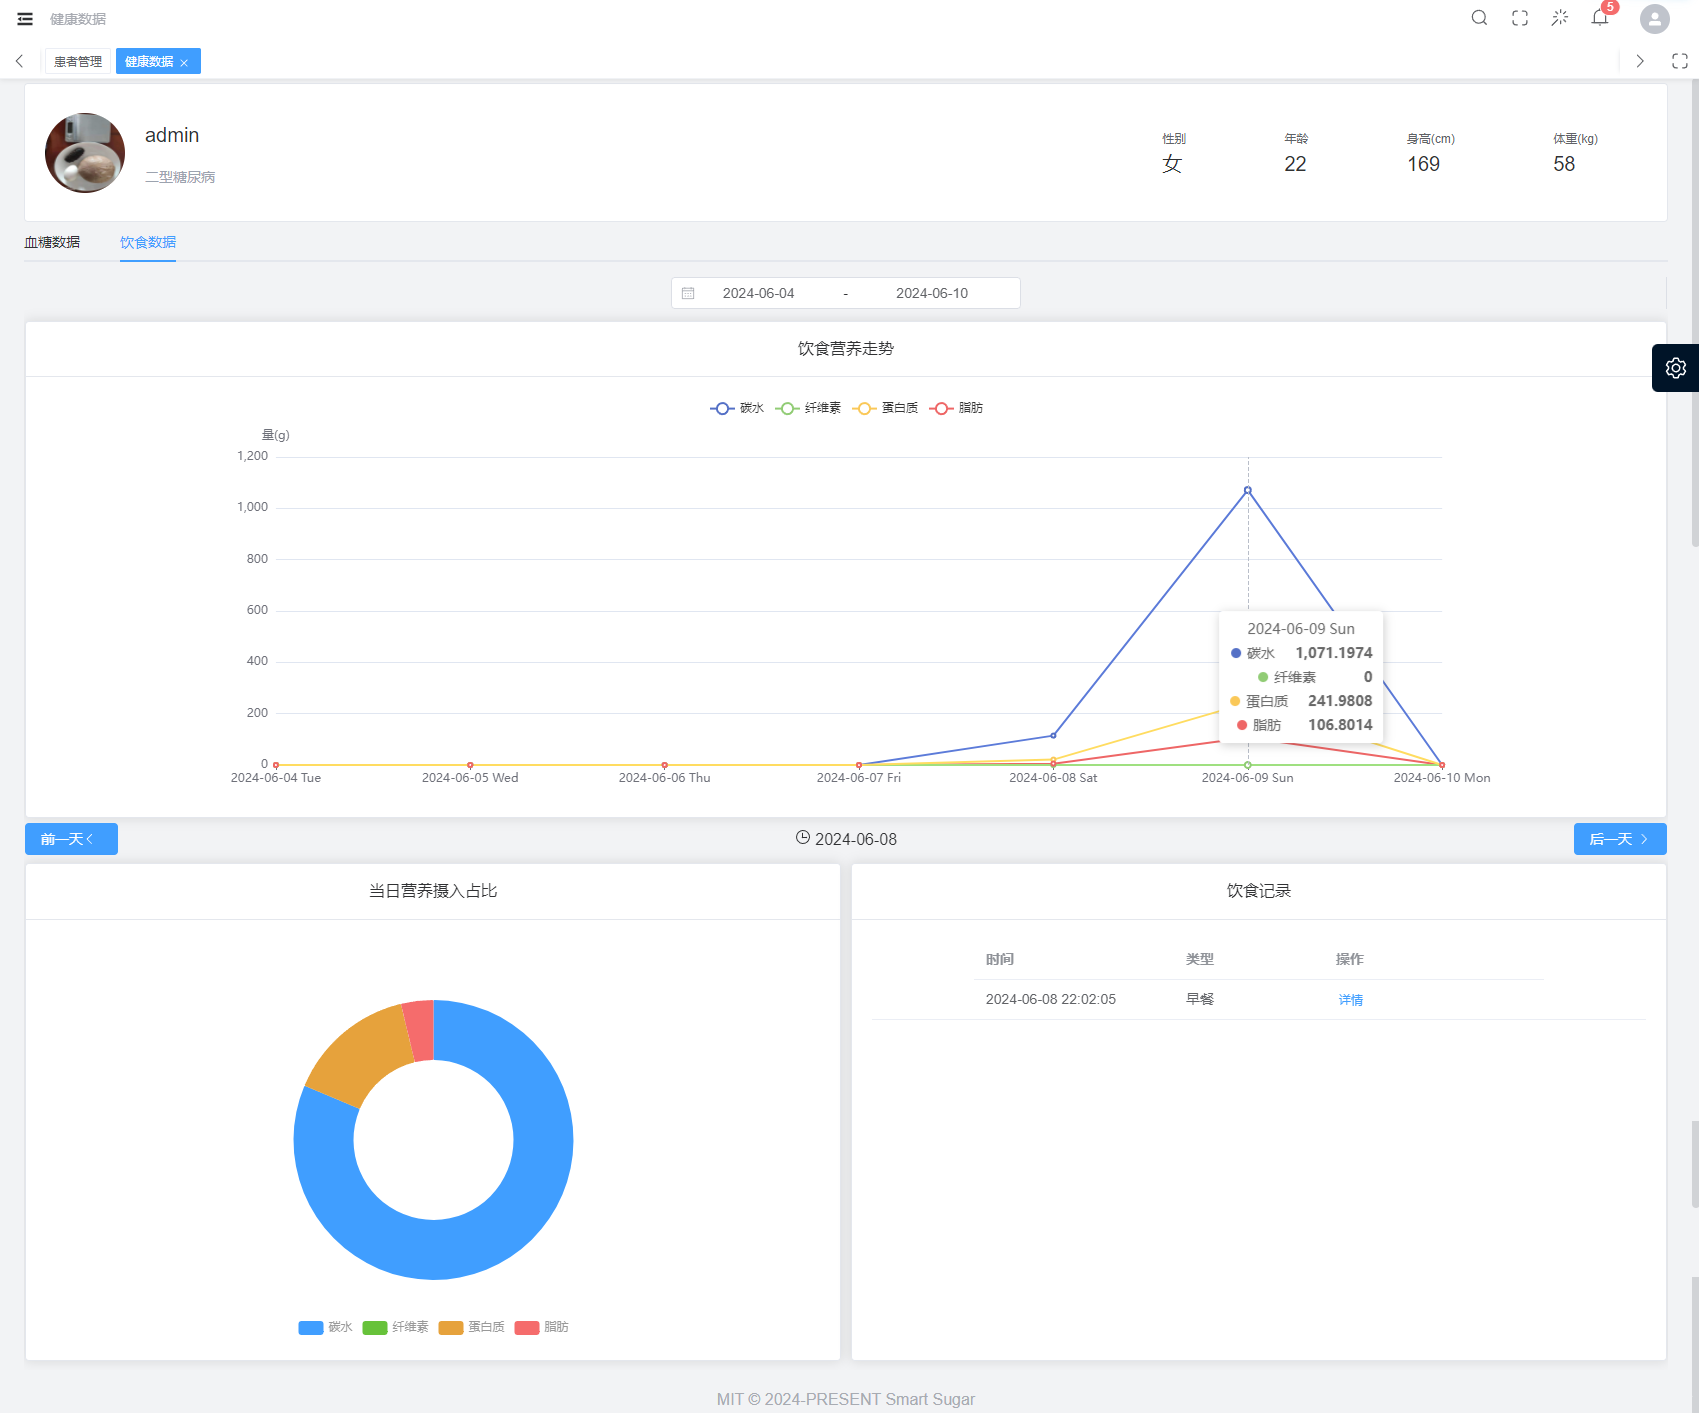 健康数据
5
患者管理 健康数据
admin
二型糖尿病
性别 年龄 身高(cm) 体重(kg)
女 22 169 58
血糖数据 饮食数据
2024-06-04 - 2024-06-10
饮食营养走势
碳水 纤维素 蛋白质 脂肪
量(g)
1,200
1,000
800
600
400
200
0
2024-06-09 Sun
碳水 1,071.1974
纤维素 0
蛋白质 241.9808
脂肪 106.8014
2024-06-04 Tue 2024-06-05 Wed 2024-06-06 Thu 2024-06-07 Fri 2024-06-08 Sat 2024-06-09 Sun 2024-06-10 Mon
前一天 2024-06-08 后一天
当日营养摄入占比
碳水 纤维素 蛋白质 脂肪
饮食记录
时间 类型 操作
2024-06-08 22:02:05 早餐 详情
MIT © 2024-PRESENT Smart Sugar